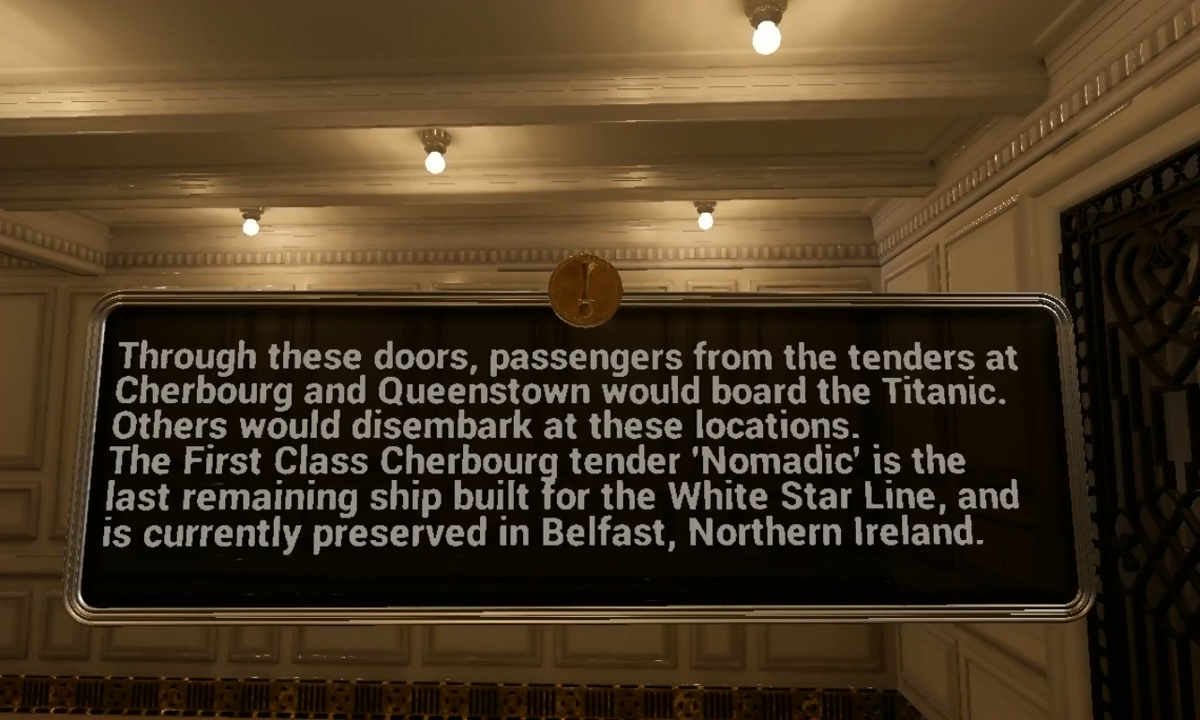 Through these doors, passengers from the tenders at
Cherbourg and Queenstown would board the Titanic.
Others would disembark at these locations.
The First Class Cherbourg tender 'Nomadic' is the
last remaining ship built for the White Star Line, and
is currently preserved in Belfast, Northern Ireland.